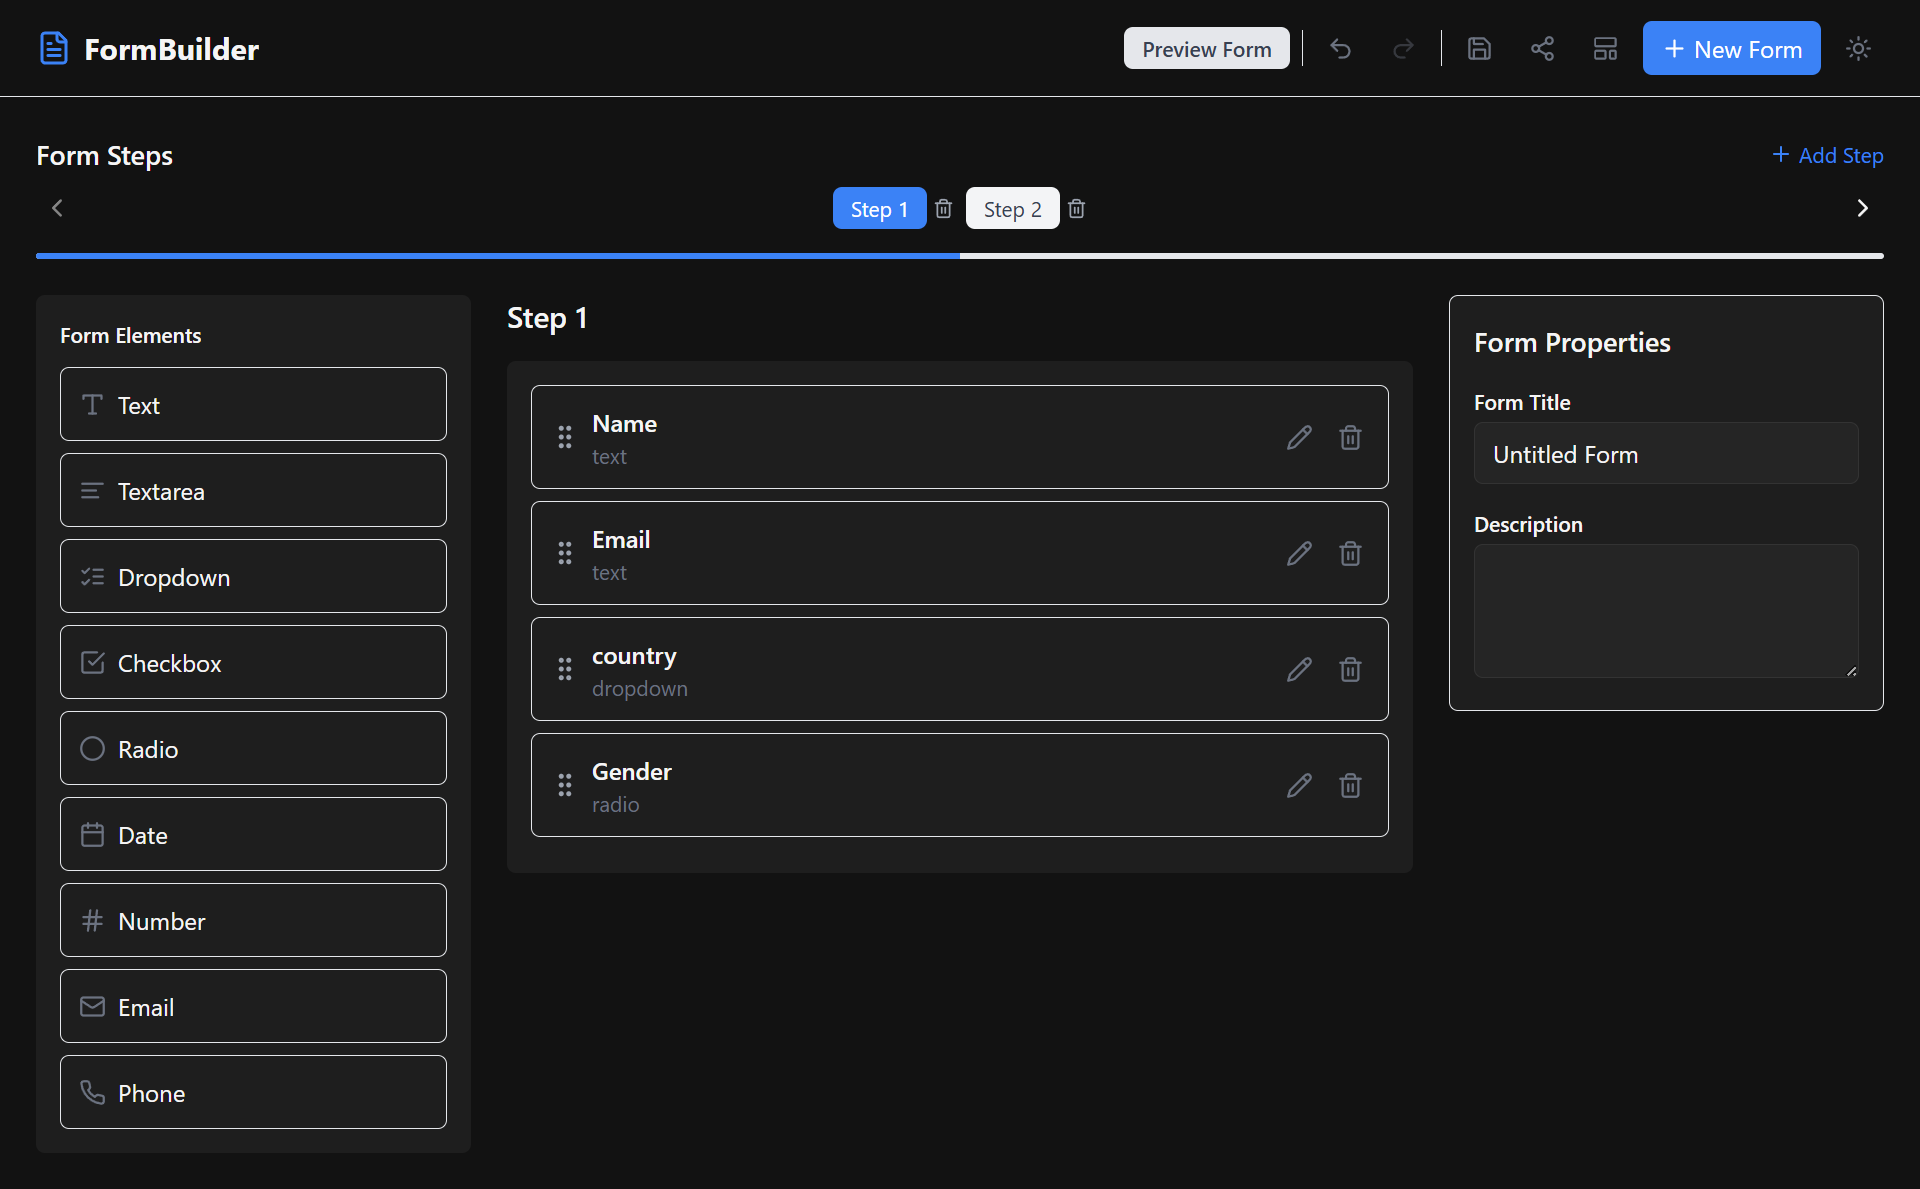 FormBuilder
Preview Form
New Form
Form Steps
Add Step
Step 1
Step 2
Form Elements
Text
Textarea
Dropdown
Checkbox
Radio
Date
Number
Email
Phone
Step 1
Name
text
Email
text
country
dropdown
Gender
radio
Form Properties
Form Title
Untitled Form
Description